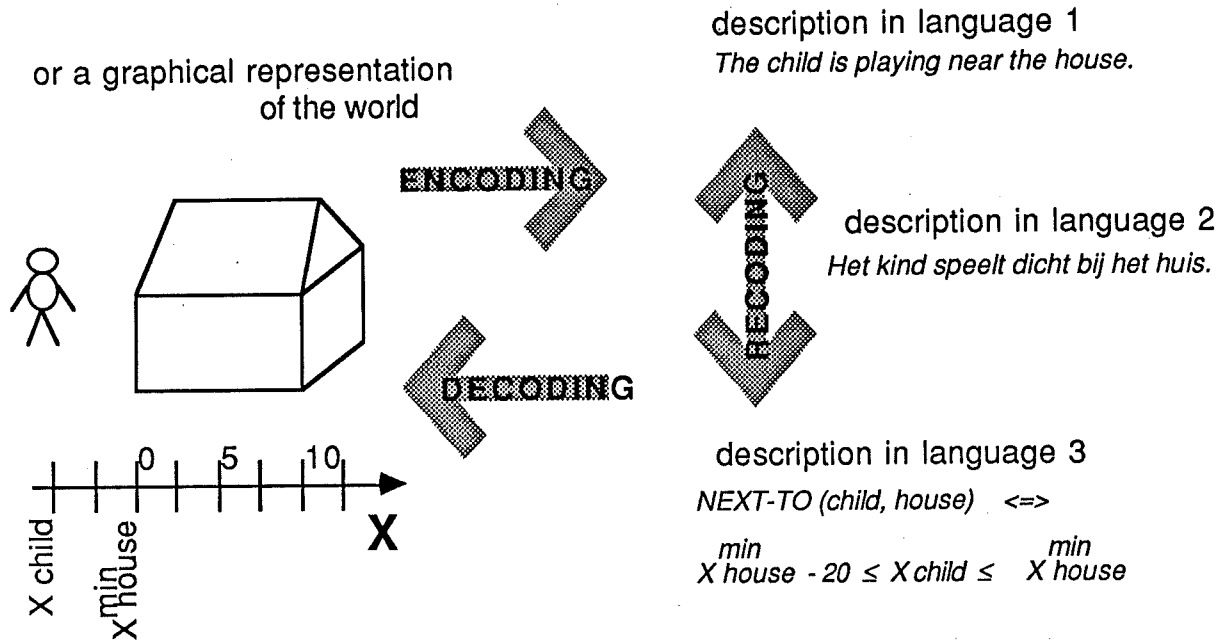 or a graphical representation
of the world
ENCODING
DECODING
0 5 10
X
X child
min
X house
description in language 1
The child is playing near the house.
RECODING
description in language 2
Het kind speelt dicht bij het huis.
description in language 3
NEXT-TO (child, house) <=>
min min
X house - 20 ≤ X child ≤ X house